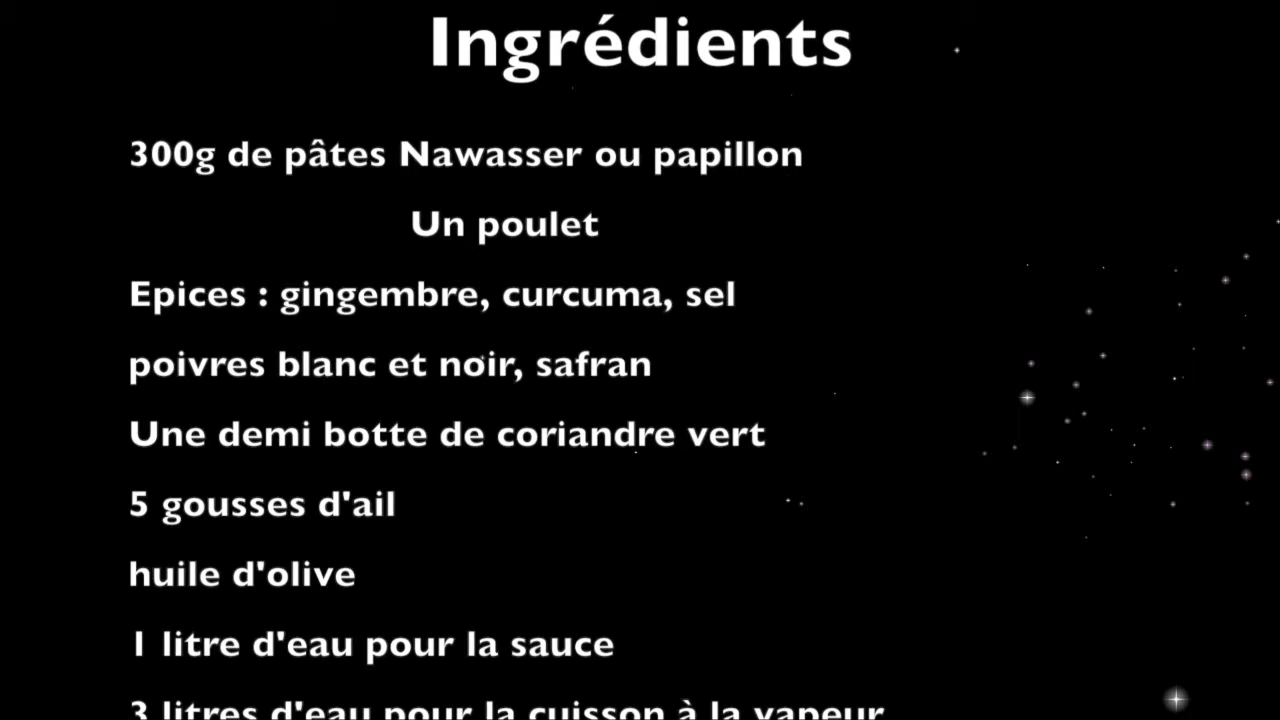 Ingrédients
300g de pâtes Nawasser ou papillon
Un poulet
Epices : gingembre, curcuma, sel
poivres blanc et noir, safran
Une demi botte de coriandre vert
5 gousses d'ail
huile d'olive
1 litre d'eau pour la sauce
3 litres d'eau pour la cuisson à la vapeur